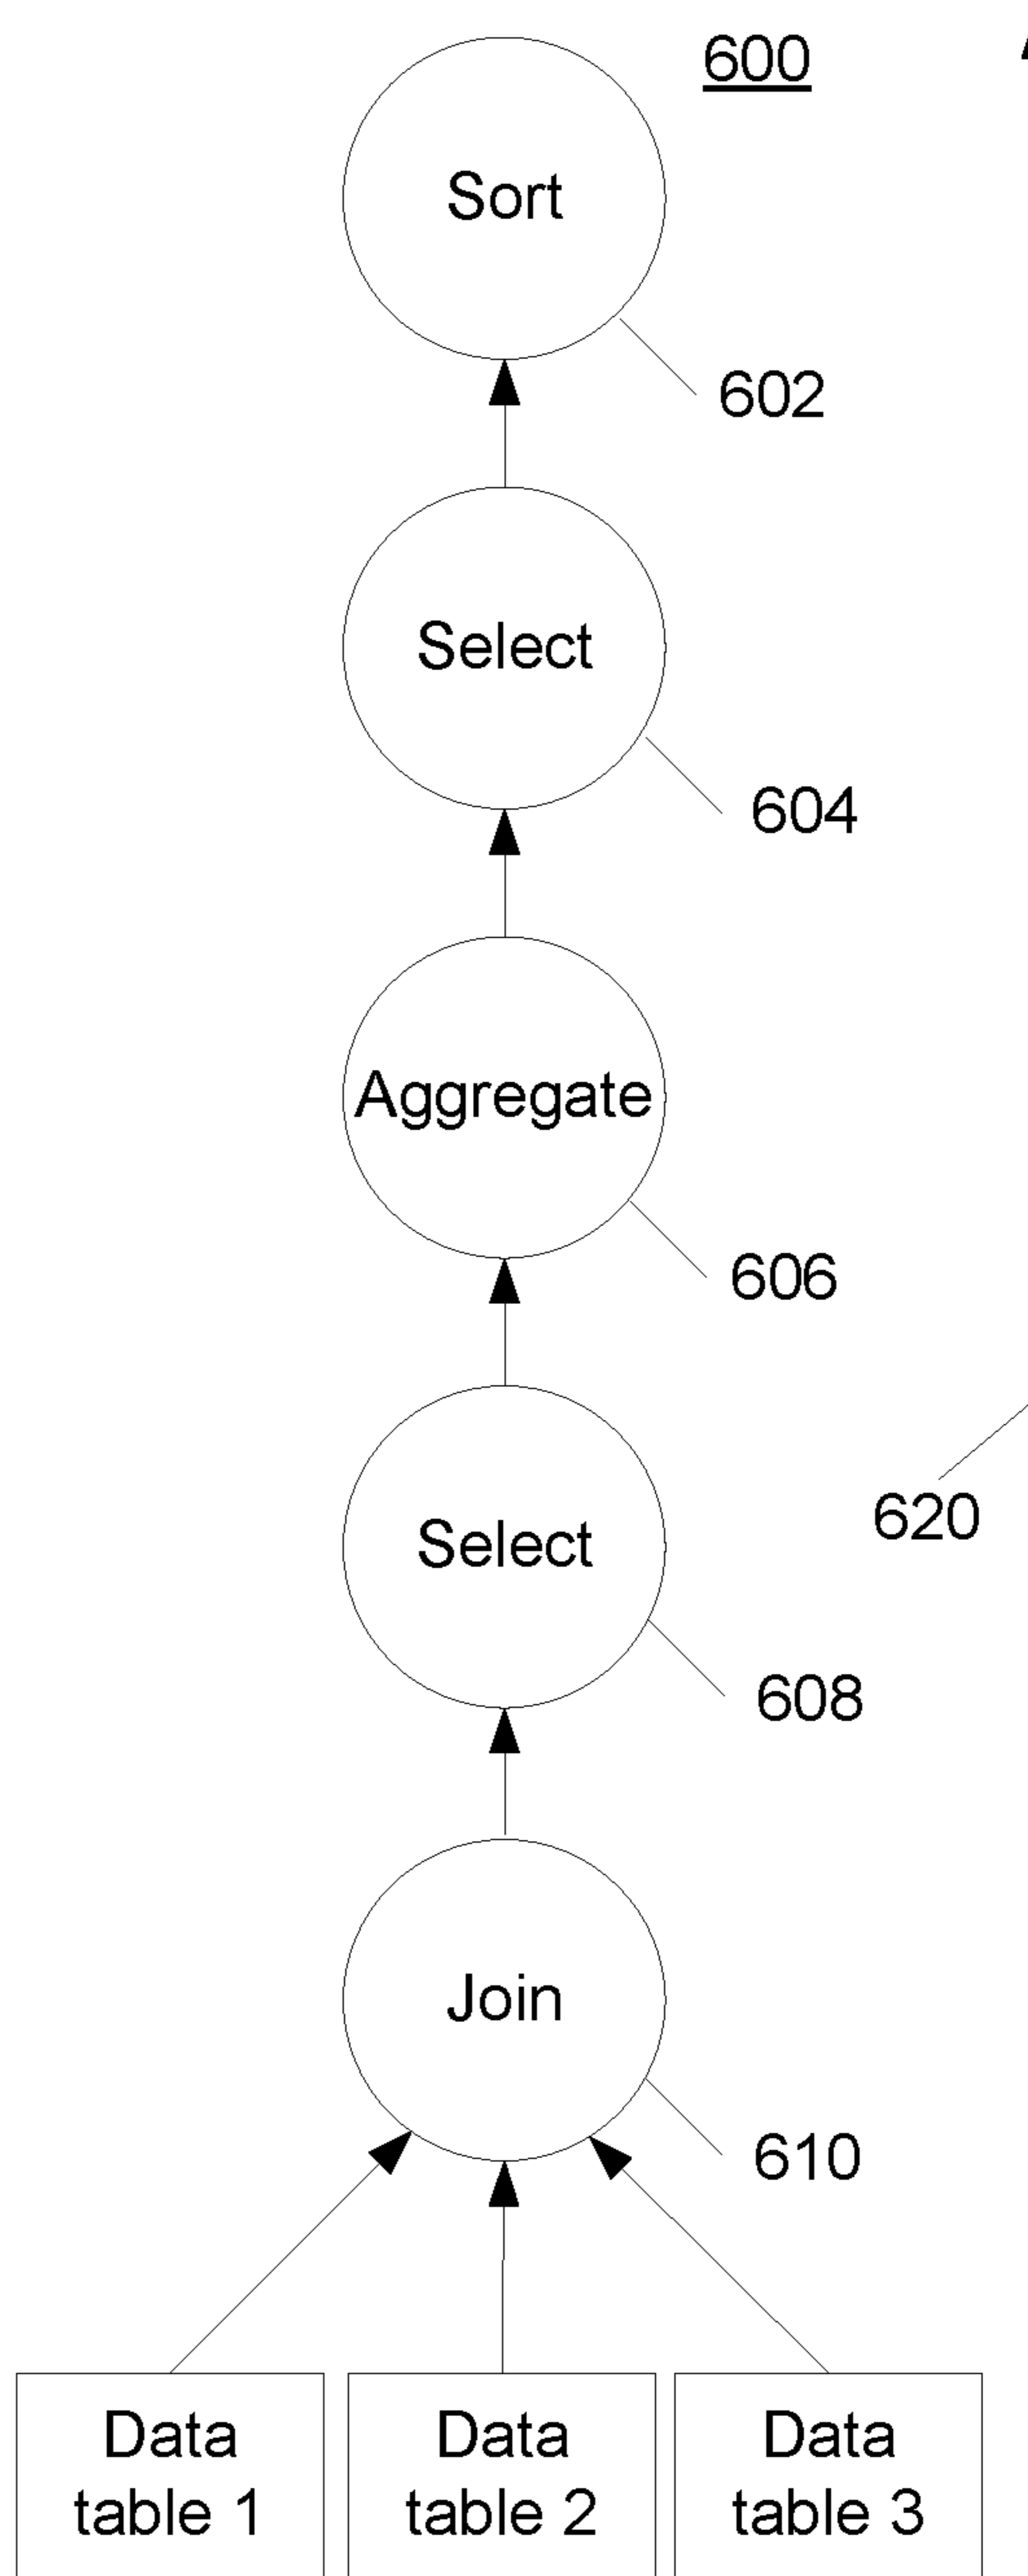 600
Sort
602
Select
604
Aggregate
606
Select
620
608
Join
610
Data
table 1
Data
table 2
Data
table 3